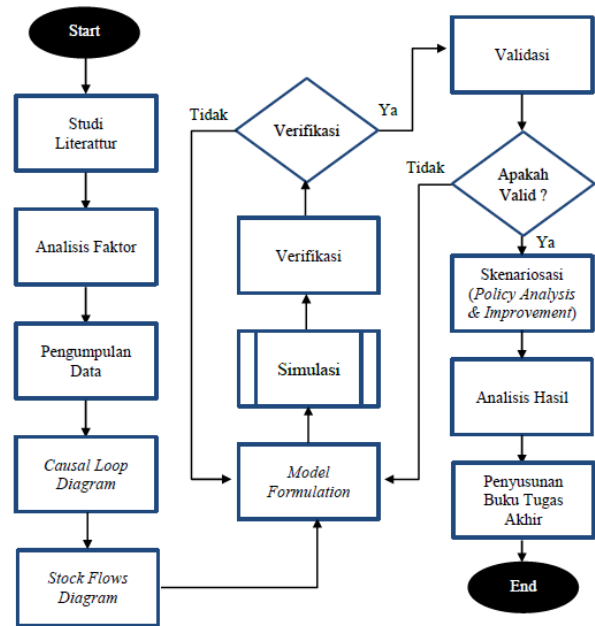 Start
Studi
Literattur
Analisis Faktor
Pengumpulan
Data
Causal Loop
Diagram
Stock Flows
Diagram
Model
Formulation
Simulasi
Verifikasi
Verifikasi
Tidak
Ya
Validasi
Apakah
Valid ?
Tidak
Ya
Skenariosasi
(Policy Analysis
& Improvement)
Analisis Hasil
Penyusunan
Buku Tugas
Akhir
End